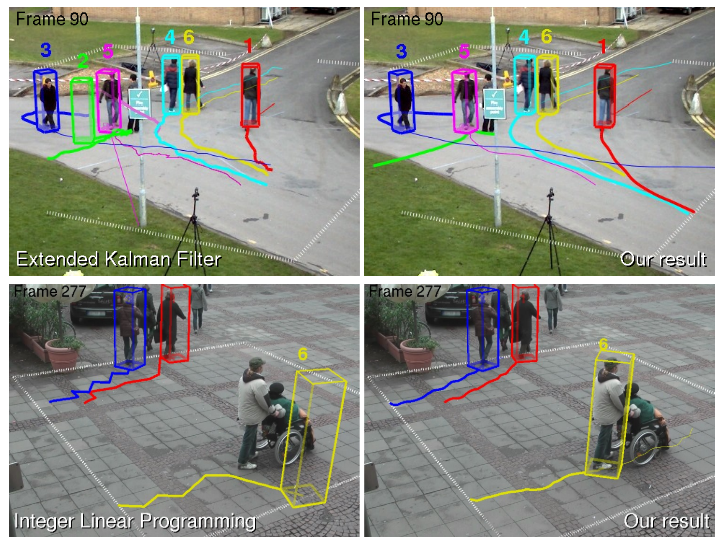 Frame 90
3
2
5
4
6
1
Extended Kalman Filter
Frame 90
3
5
4
6
1
Our result
Frame 277
6
Integer Linear Programming
Frame 277
6
Our result